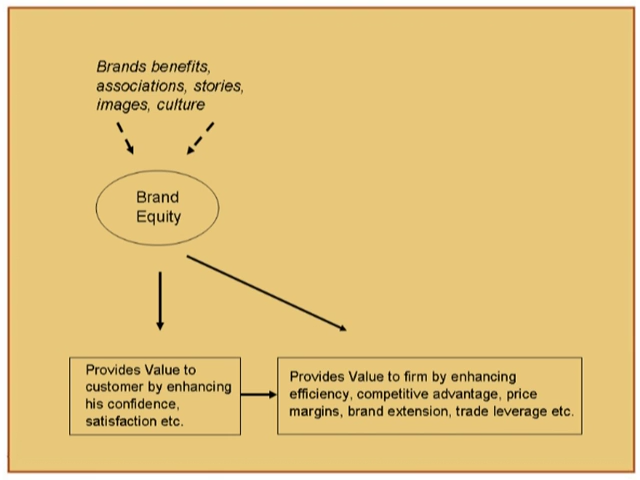 Brands benefits,
associations, stories,
images, culture
Brand
Equity
Provides Value to
customer by enhancing
his confidence,
satisfaction etc.
Provides Value to firm by enhancing
efficiency, competitive advantage, price
margins, brand extension, trade leverage etc.